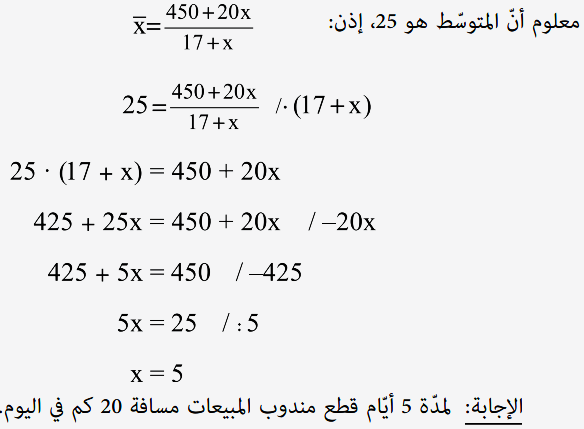 معلوم أنّ المتوسّط هو 25، إذن: x̄ = (450+20x)/(17+x)
25 = (450+20x)/(17+x) /· (17+x)
25 · (17 + x) = 450 + 20x
425 + 25x = 450 + 20x /–20x
425 + 5x = 450 /–425
5x = 25 /:5
x = 5
الإجابة: لمدّة 5 أيّام قطع مندوب المبيعات مسافة 20 كم في اليوم.